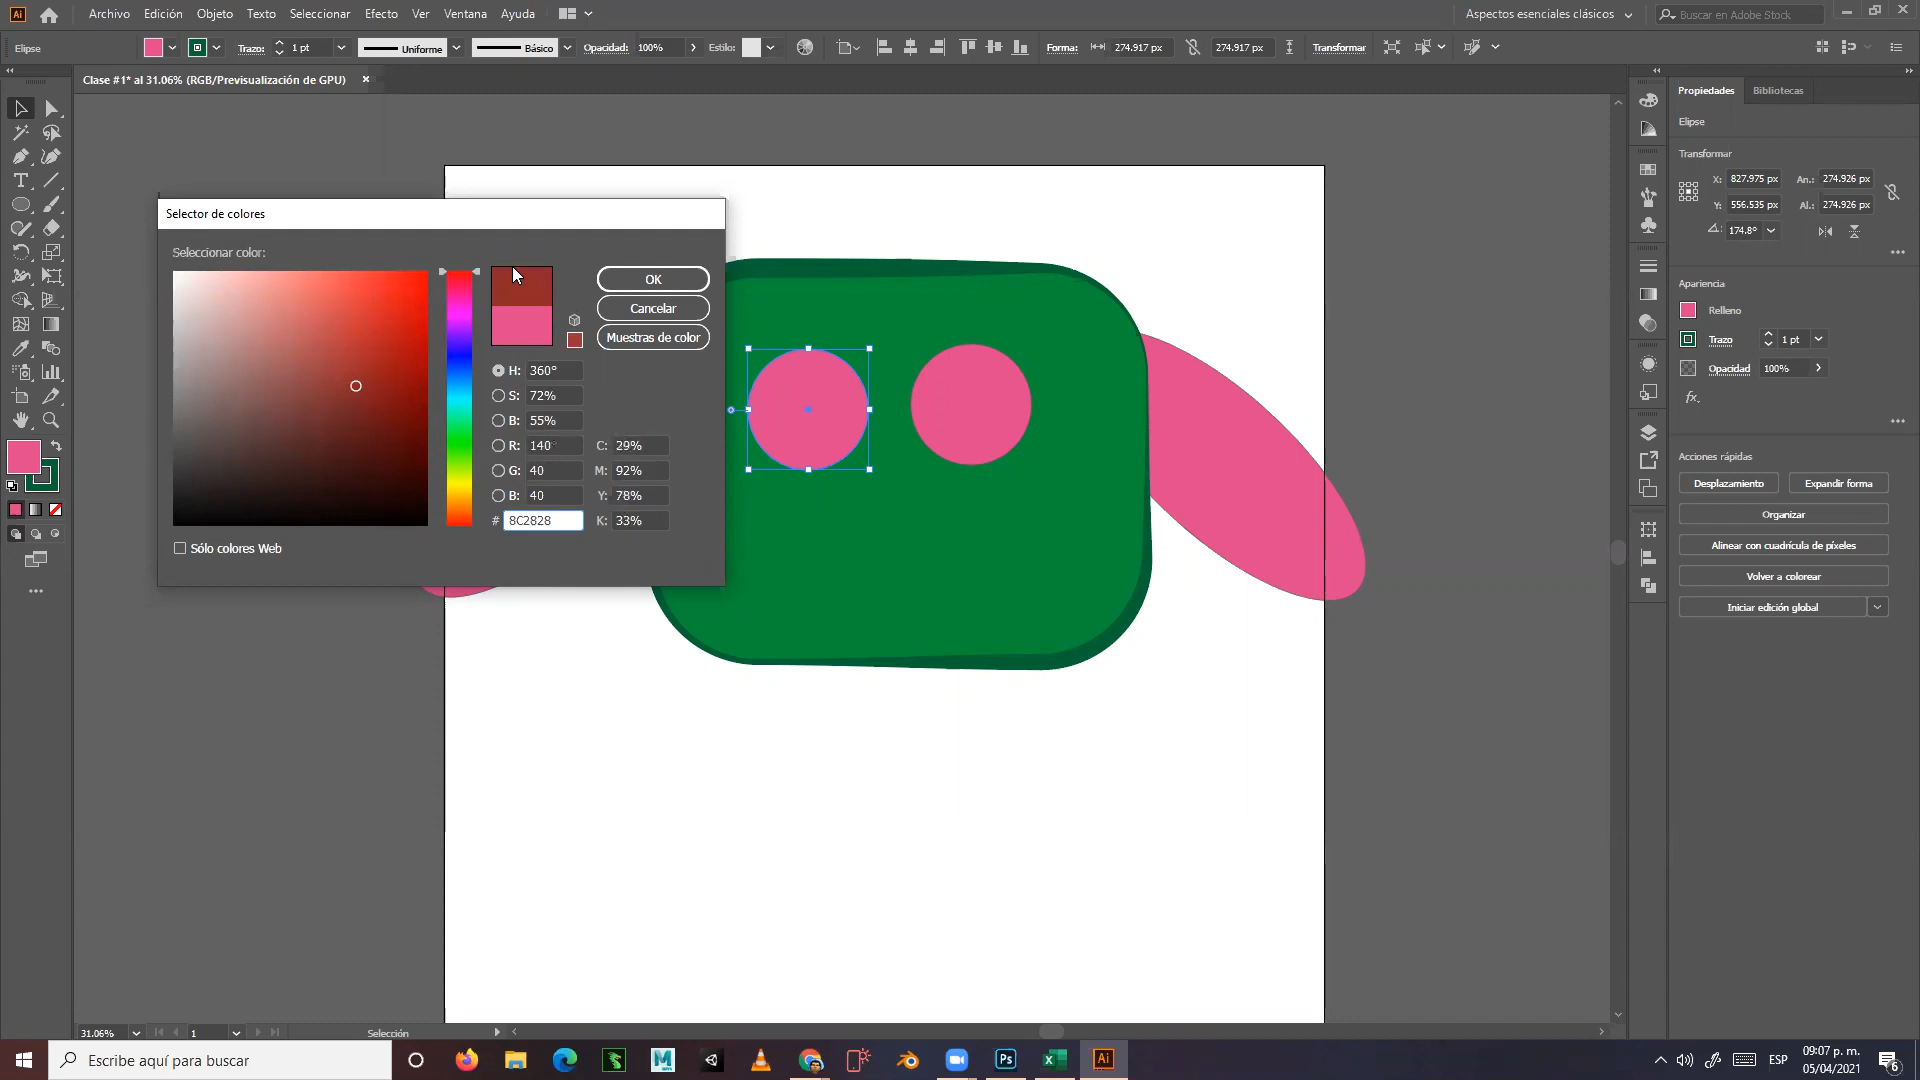 Ai Archivo Edición Objeto Texto Seleccionar Efecto Ver Ventana Ayuda Aspectos esenciales clásicos Buscar en Adobe Stock
Elipse Trazo: 1 pt Uniforme Básico Opacidad: 100% Estilo: Forma: 274.917 px 274.917 px Transformar
Clase #1* al 31.06% (RGB/Previsualización de GPU) ×
Propiedades Bibliotecas
Elipse
Transformar
X: 827.975 px An.: 274.926 px
Y: 556.535 px Al.: 274.926 px
174.8°
Apariencia
Relleno
Trazo 1 pt
Opacidad 100%
fx.
Acciones rápidas
Desplazamiento Expandir forma
Organizar
Alinear con cuadrícula de píxeles
Volver a colorear
Iniciar edición global
Selector de colores
Seleccionar color:
OK
Cancelar
Muestras de color
H: 360°
S: 72%
B: 55%
R: 140 C: 29%
G: 40 M: 92%
B: 40 Y: 78%
# 8C2828 K: 33%
Sólo colores Web
31.06% 1 Selección
Escribe aquí para buscar
Ps
Ai
ESP
09:07 p. m.
05/04/2021
6